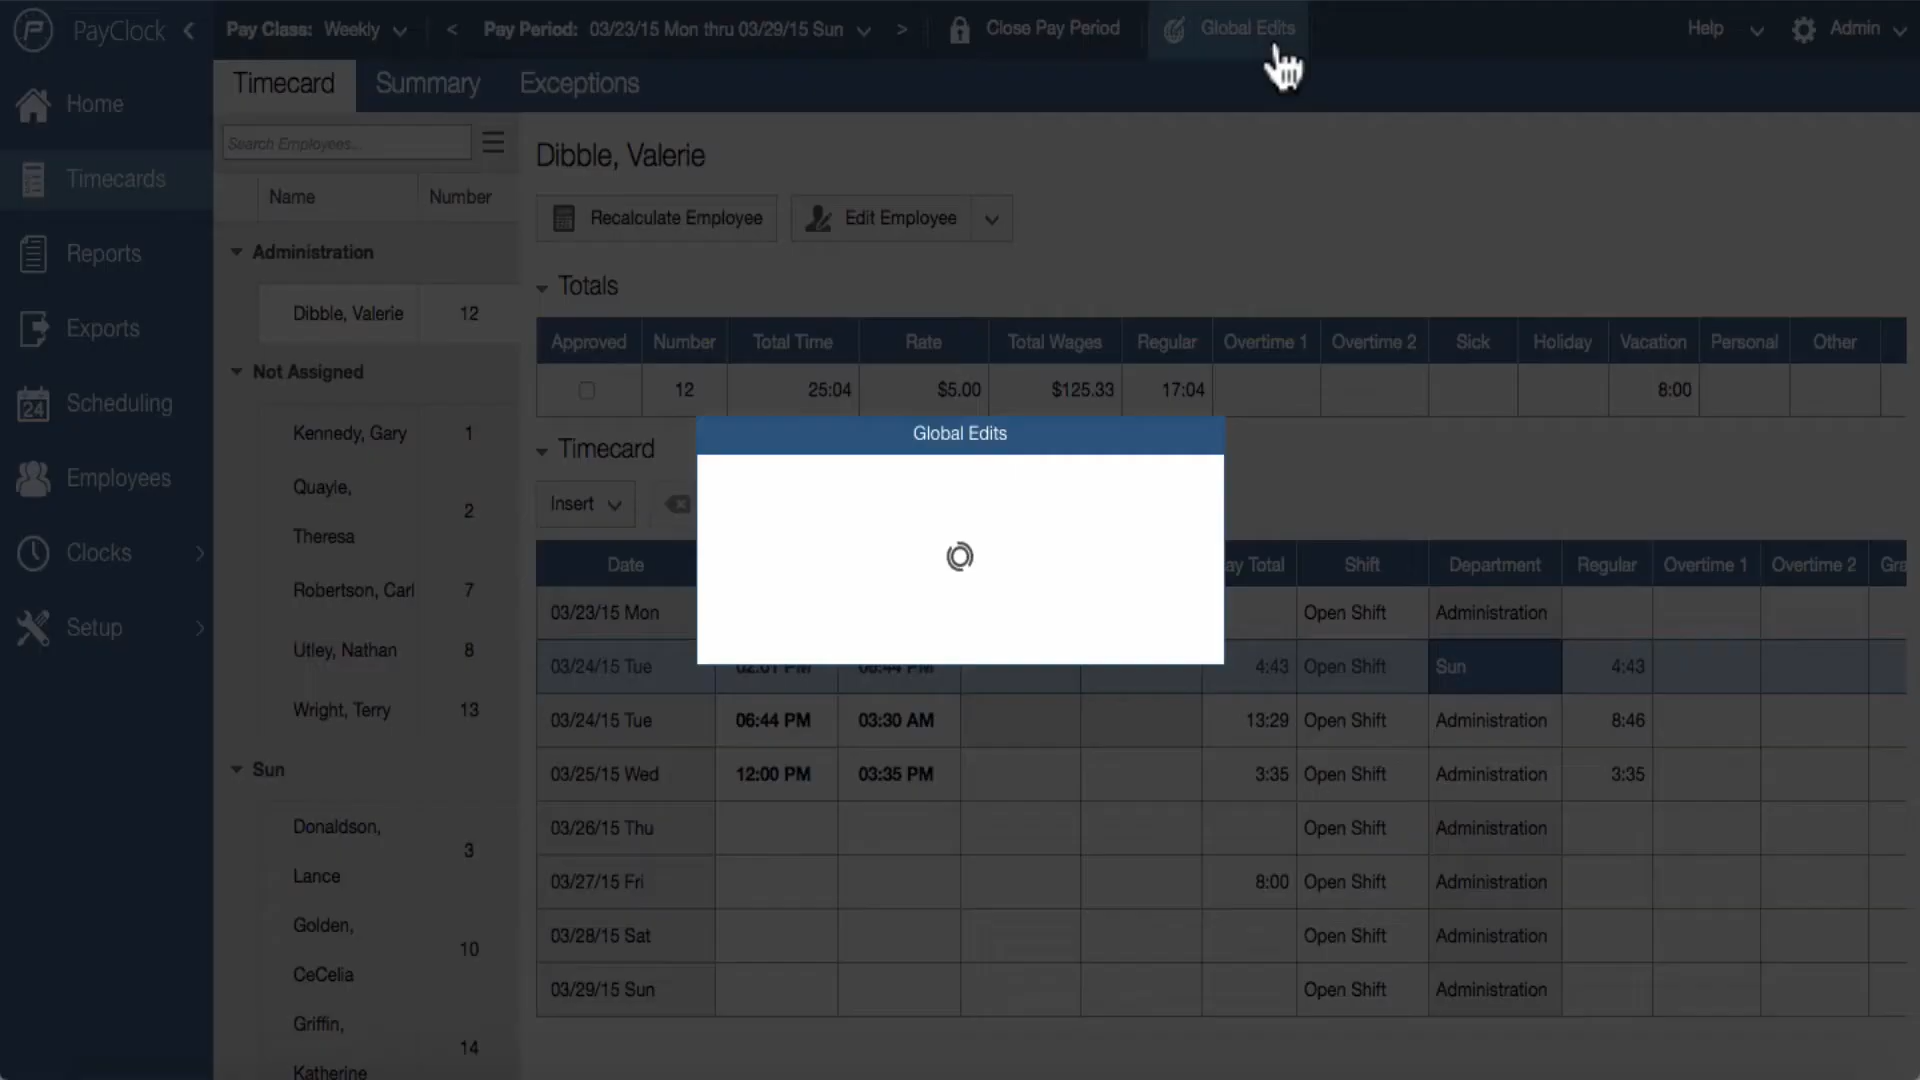 PayClock
Pay Class: Weekly
Pay Period: 03/23/15 Mon thru 03/29/15 Sun
Close Pay Period
Global Edits
Help
Admin
Home
Timecards
Reports
Exports
24
Scheduling
Employees
Clocks
Setup
Timecard Summary Exceptions
Search Employees...
Name Number
Administration
Dibble, Valerie 12
Not Assigned
Kennedy, Gary 1
Quayle,
Theresa
2
Robertson, Carl 7
Utley, Nathan 8
Wright, Terry 13
Sun
Donaldson,
Lance
3
Golden,
CeCelia
10
Griffin,
Katherine
14
Dibble, Valerie
Recalculate Employee
Edit Employee
Totals
Approved Number Total Time Rate Total Wages Regular Overtime 1 Overtime 2 Sick Holiday Vacation Personal Other
12 25:04 $5.00 $125.33 17:04 8:00
Timecard
Global Edits
Insert
Date ay Total Shift Department Regular Overtime 1 Overtime 2 Gra
03/23/15 Mon Open Shift Administration
03/24/15 Tue 02:01 PM 06:44 PM 4:43 Open Shift Sun 4:43
03/24/15 Tue 06:44 PM 03:30 AM 13:29 Open Shift Administration 8:46
03/25/15 Wed 12:00 PM 03:35 PM 3:35 Open Shift Administration 3:35
03/26/15 Thu Open Shift Administration
03/27/15 Fri 8:00 Open Shift Administration
03/28/15 Sat Open Shift Administration
03/29/15 Sun Open Shift Administration